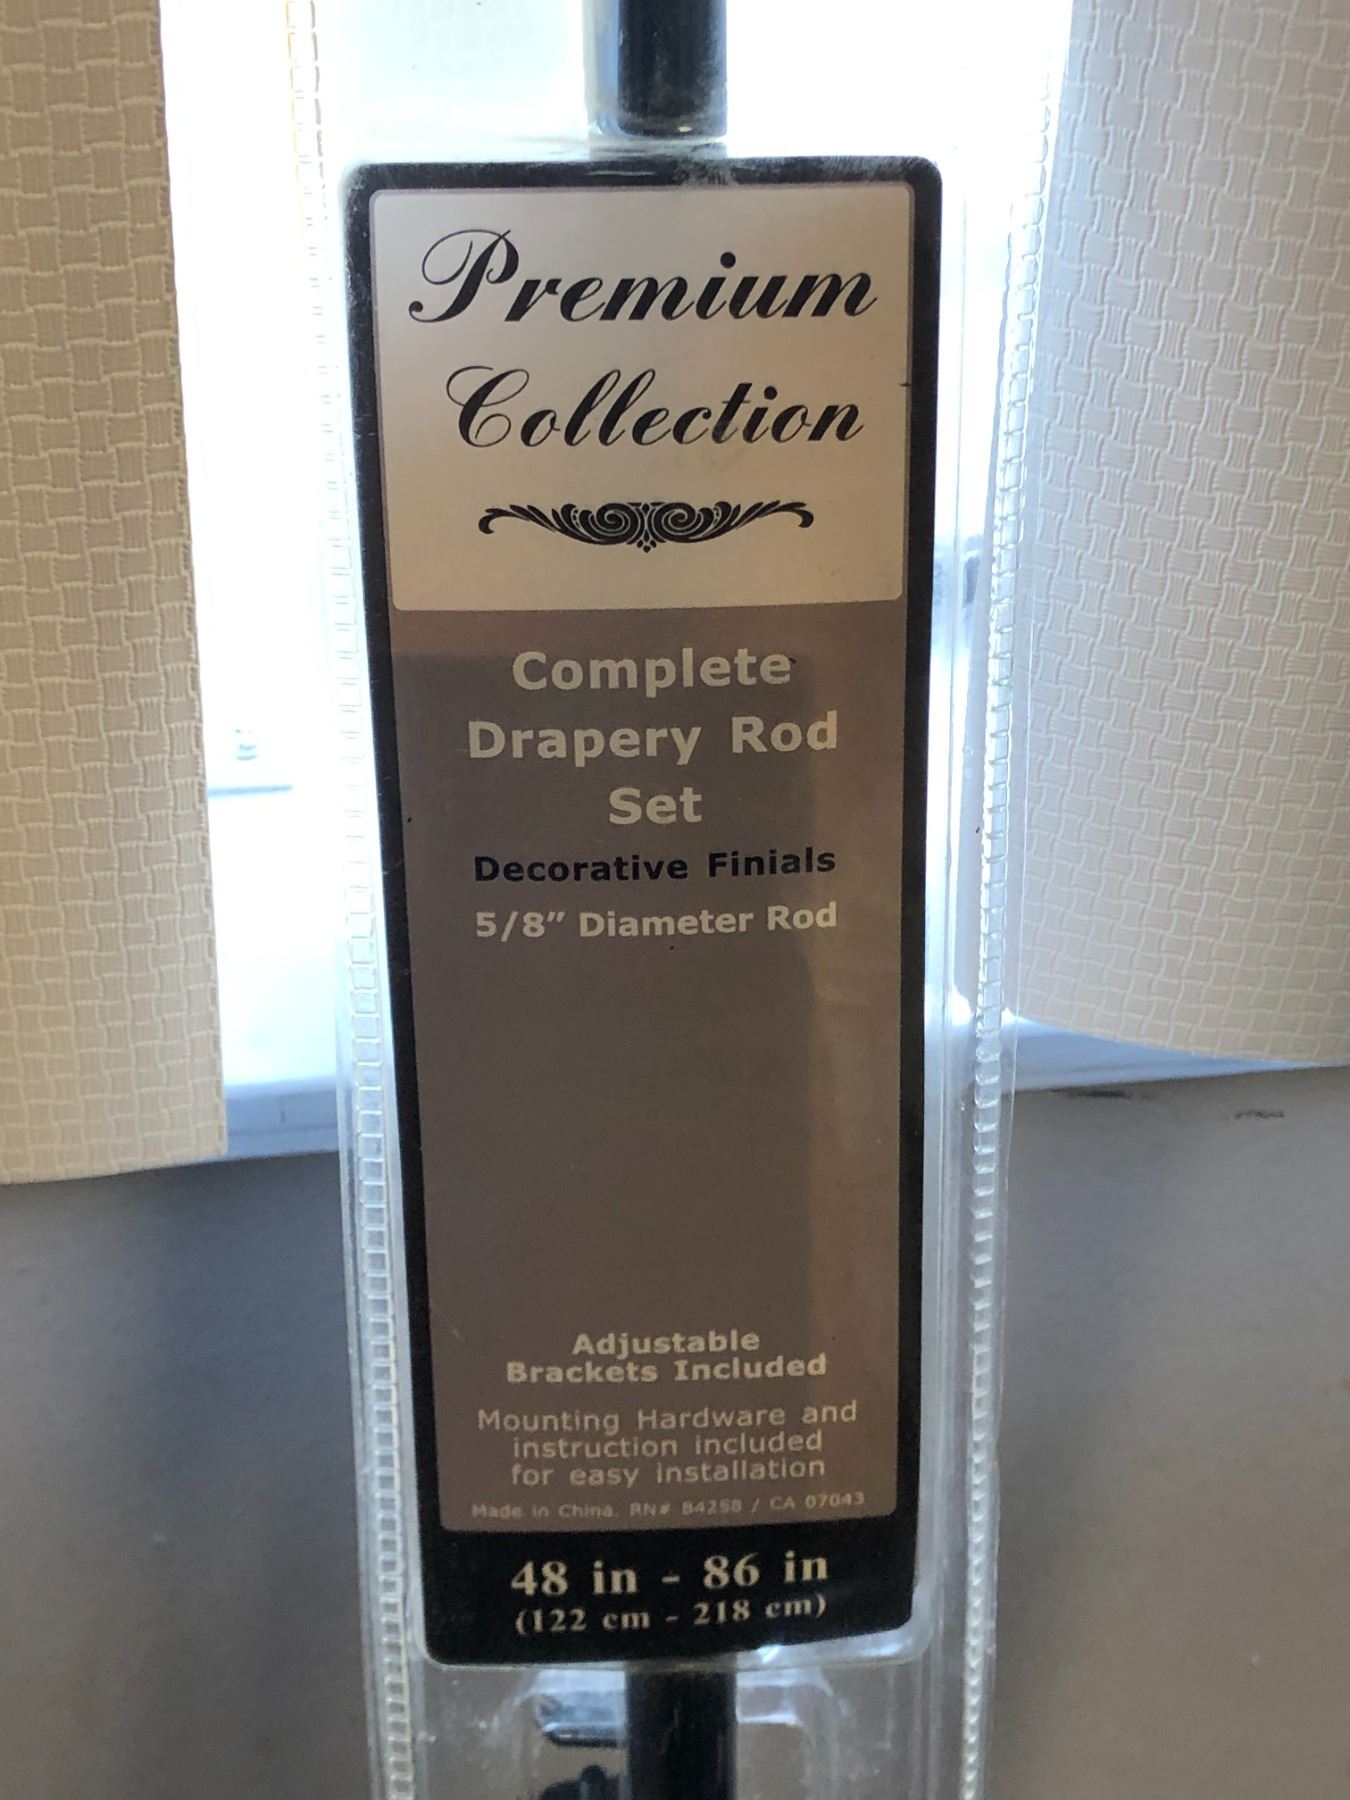 Premium
Collection
Complete
Drapery Rod
Set
Decorative Finials
5/8" Diameter Rod
Adjustable
Brackets Included
Mounting Hardware and
instruction included
for easy installation
Made in China. RN# 84258 / CA 07043
48 in - 86 in
(122 cm - 218 cm)